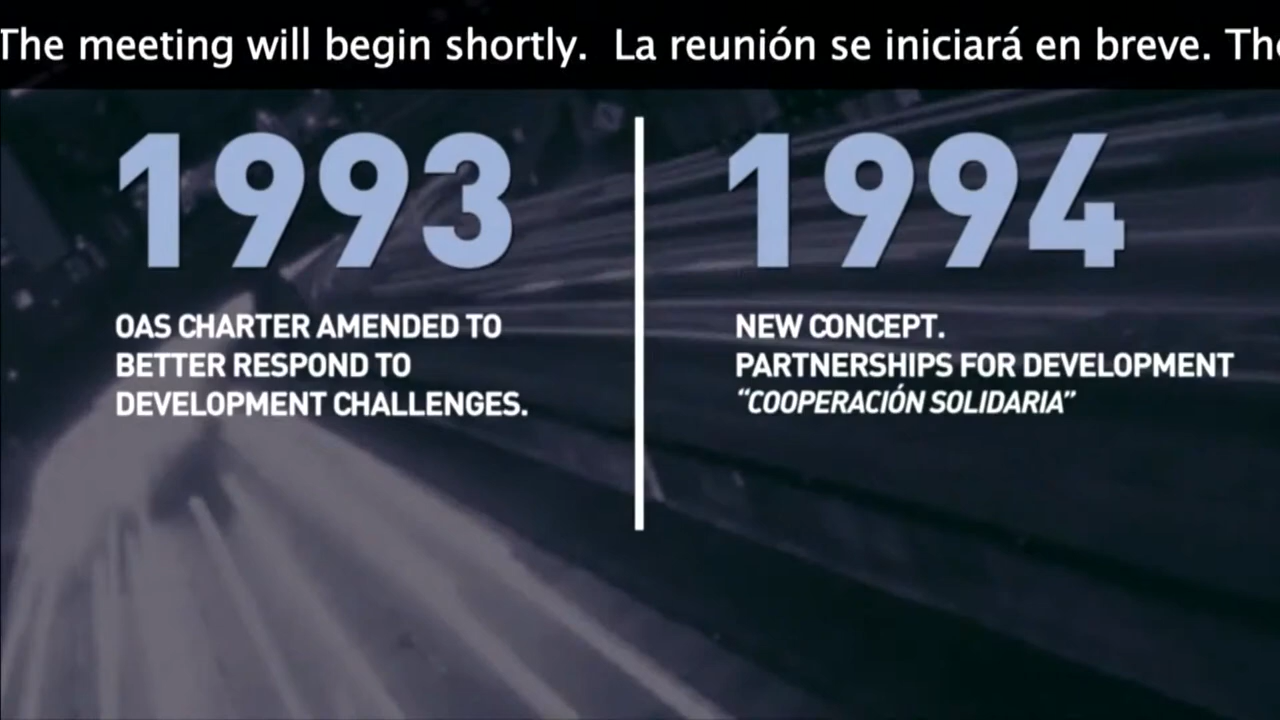 The meeting will begin shortly.  La reunión se iniciará en breve. The
1993
OAS CHARTER AMENDED TO
BETTER RESPOND TO
DEVELOPMENT CHALLENGES.
1994
NEW CONCEPT.
PARTNERSHIPS FOR DEVELOPMENT
"COOPERACIÓN SOLIDARIA"